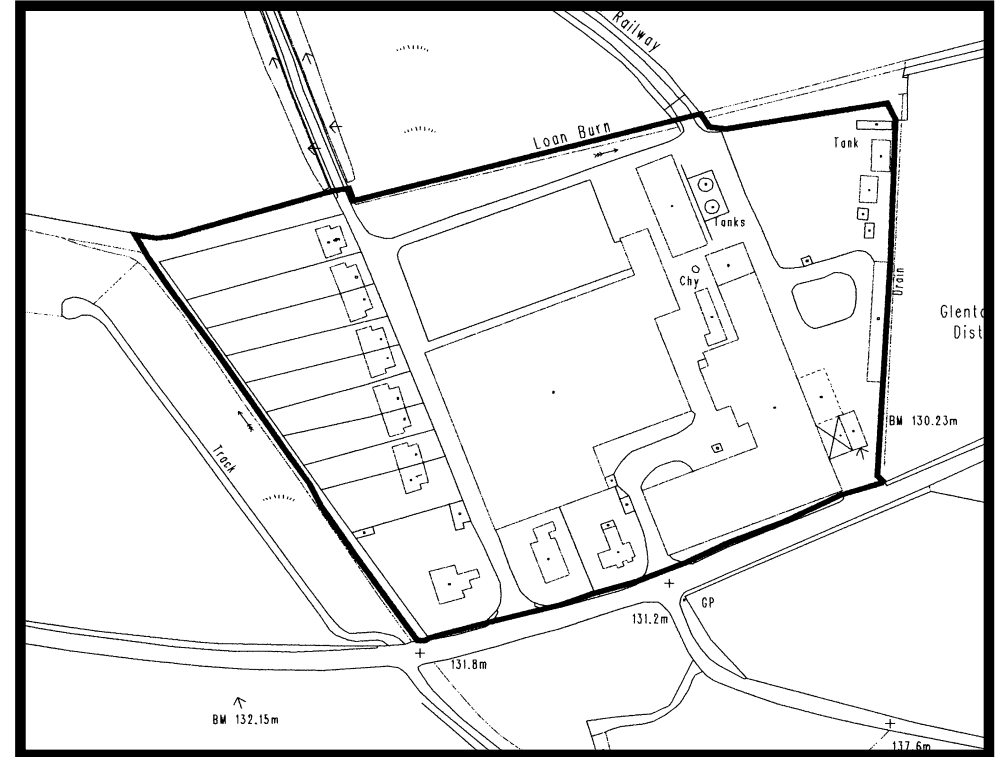 Railway
Loan Burn
Tank
Tanks
Chy
Drain
Dist
BM 130.23m
Track
GP
131.2m
131.8m
BM 132.15m
137.6m